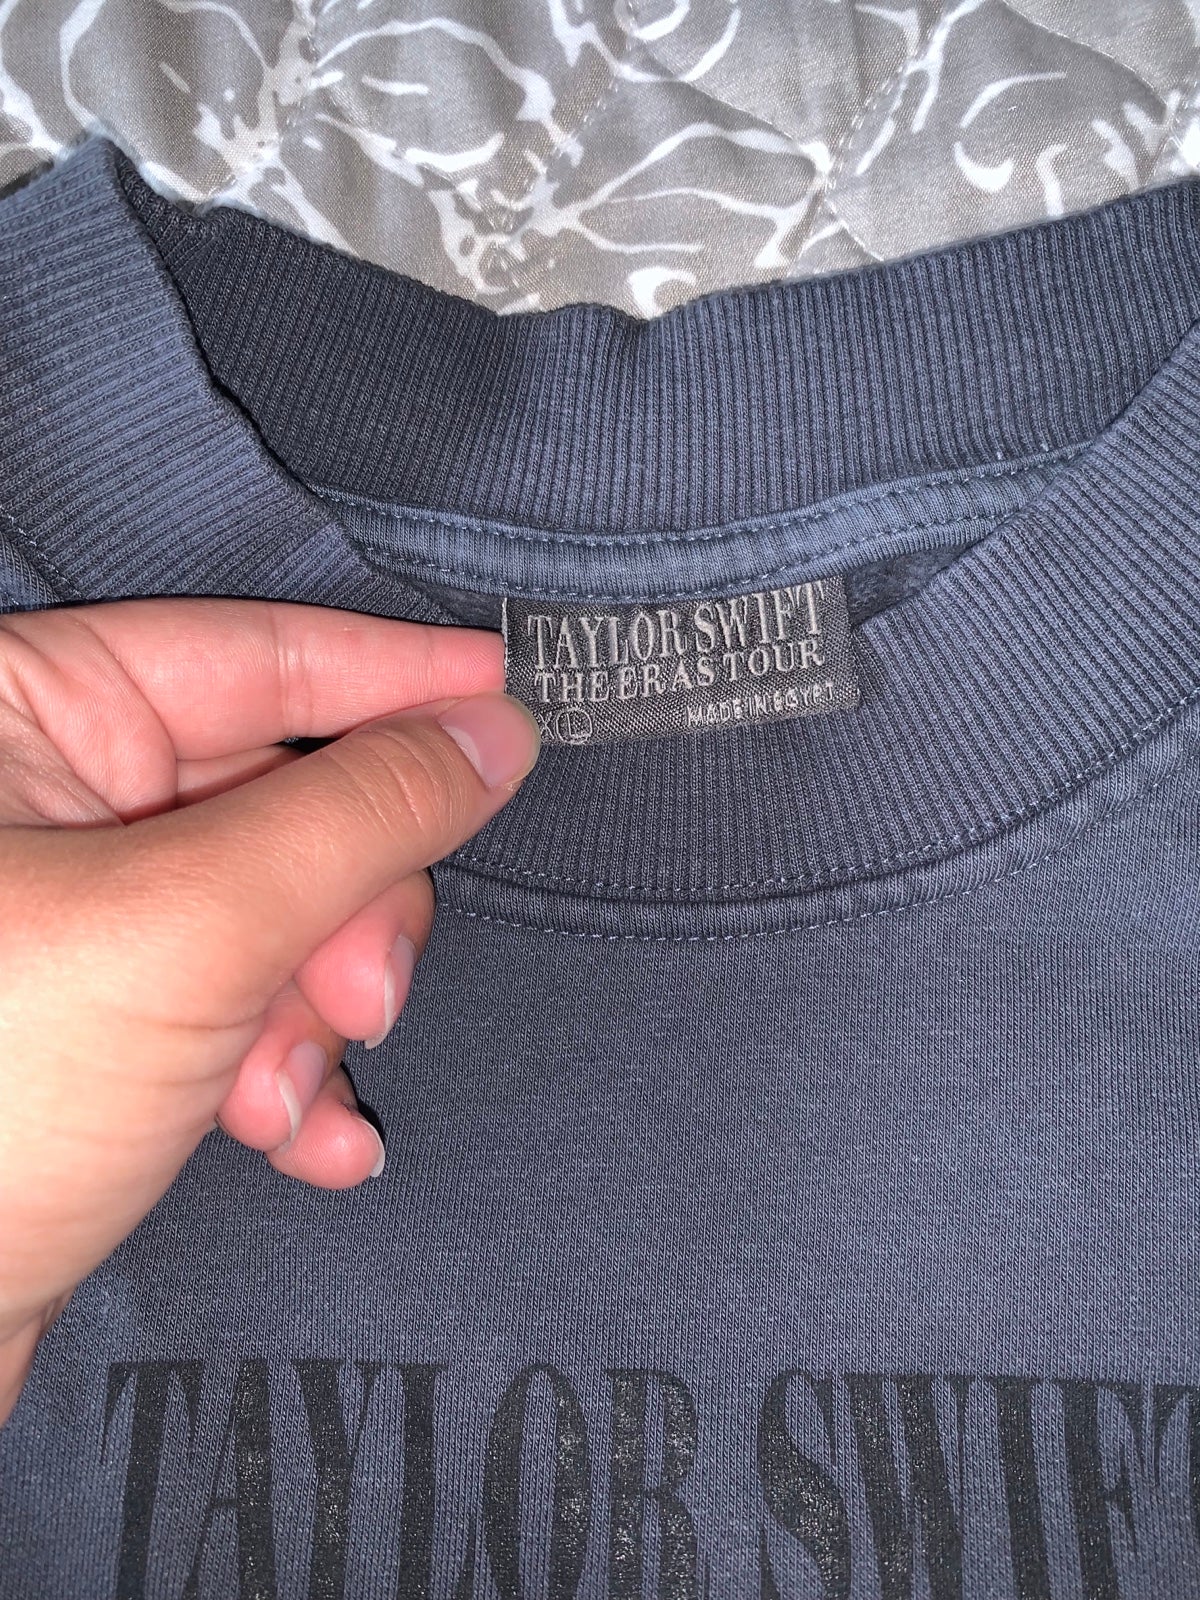 TAYLOR SWIFT
THE ERAS TOUR
XL MADE IN EGYPT
TAYLOR SWIFT